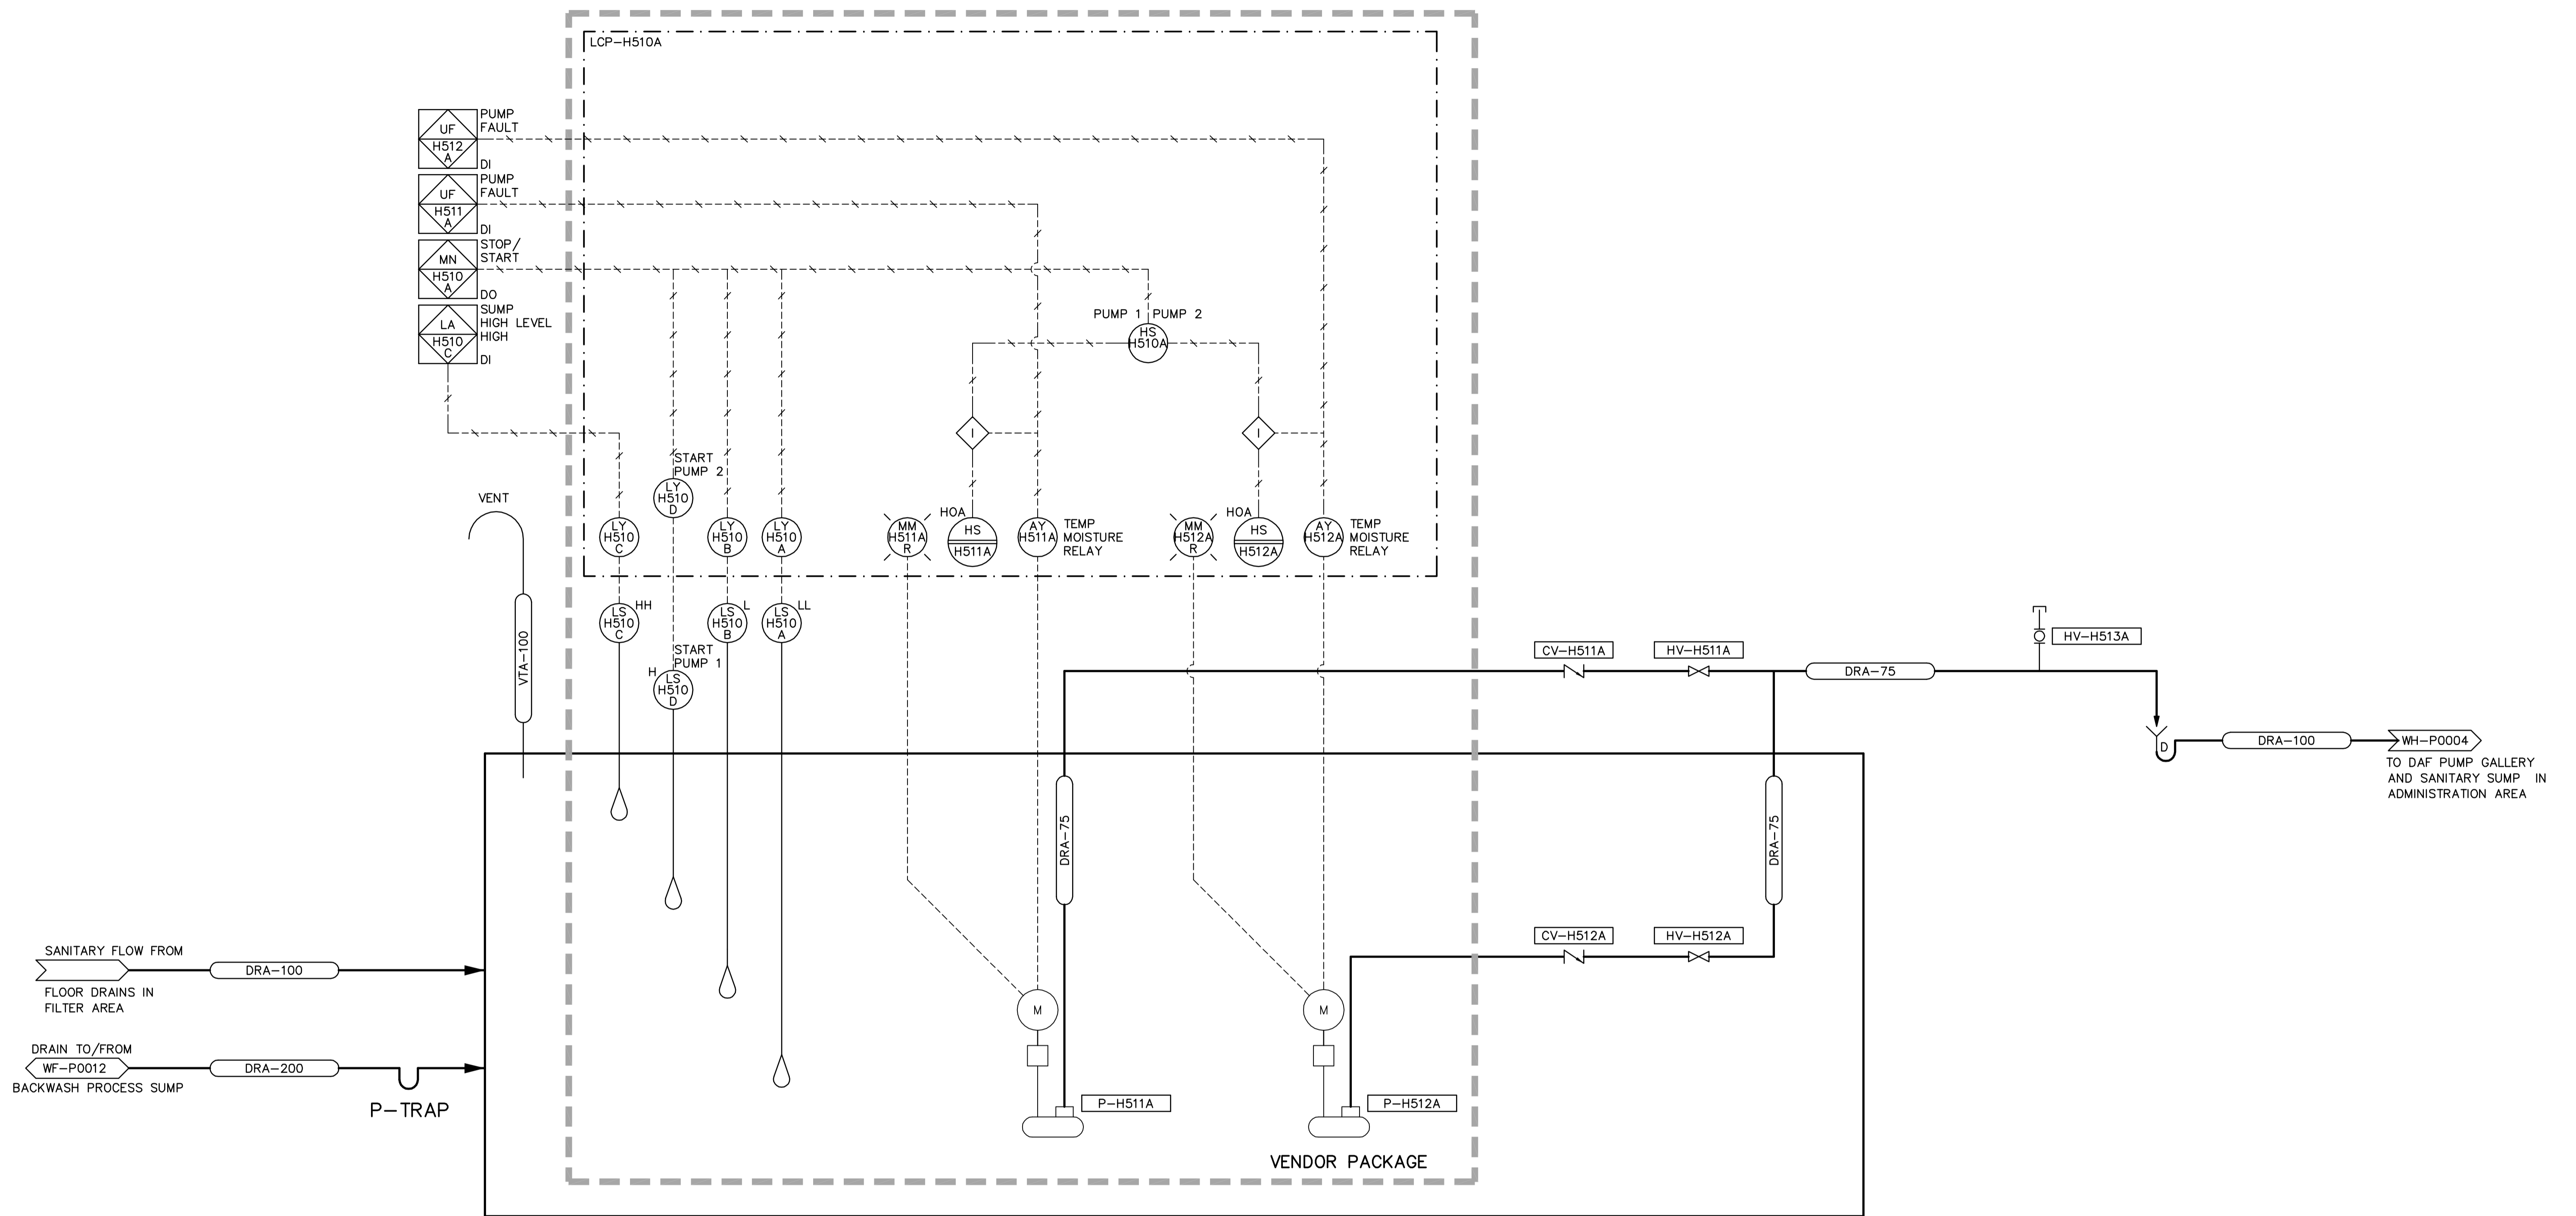 LCP-H510A
UF
H512
A
PUMP
FAULT
DI
UF
H511
A
PUMP
FAULT
DI
MN
H510
A
STOP/
START
DO
LA
H510
C
SUMP
HIGH LEVEL
HIGH
DI
PUMP 1
PUMP 2
HS
H510A
I
I
START
PUMP 2
LY
H510
D
LY
H510
C
LY
H510
B
LY
H510
A
MM
H511A
R
HOA
HS
H511A
AY
H511A
TEMP
MOISTURE
RELAY
MM
H512A
R
HOA
HS
H512A
AY
H512A
TEMP
MOISTURE
RELAY
VENT
VTA-100
LS
H510
C
HH
LS
H510
B
L
LS
H510
A
LL
START
PUMP 1
H
LS
H510
D
CV-H511A
HV-H511A
DRA-75
HV-H513A
D
DRA-100
WH-P0004
TO DAF PUMP GALLERY
AND SANITARY SUMP IN
ADMINISTRATION AREA
DRA-75
DRA-75
CV-H512A
HV-H512A
SANITARY FLOW FROM
DRA-100
FLOOR DRAINS IN
FILTER AREA
DRAIN TO/FROM
WF-P0012
DRA-200
BACKWASH PROCESS SUMP
P-TRAP
M
M
P-H511A
P-H512A
VENDOR PACKAGE